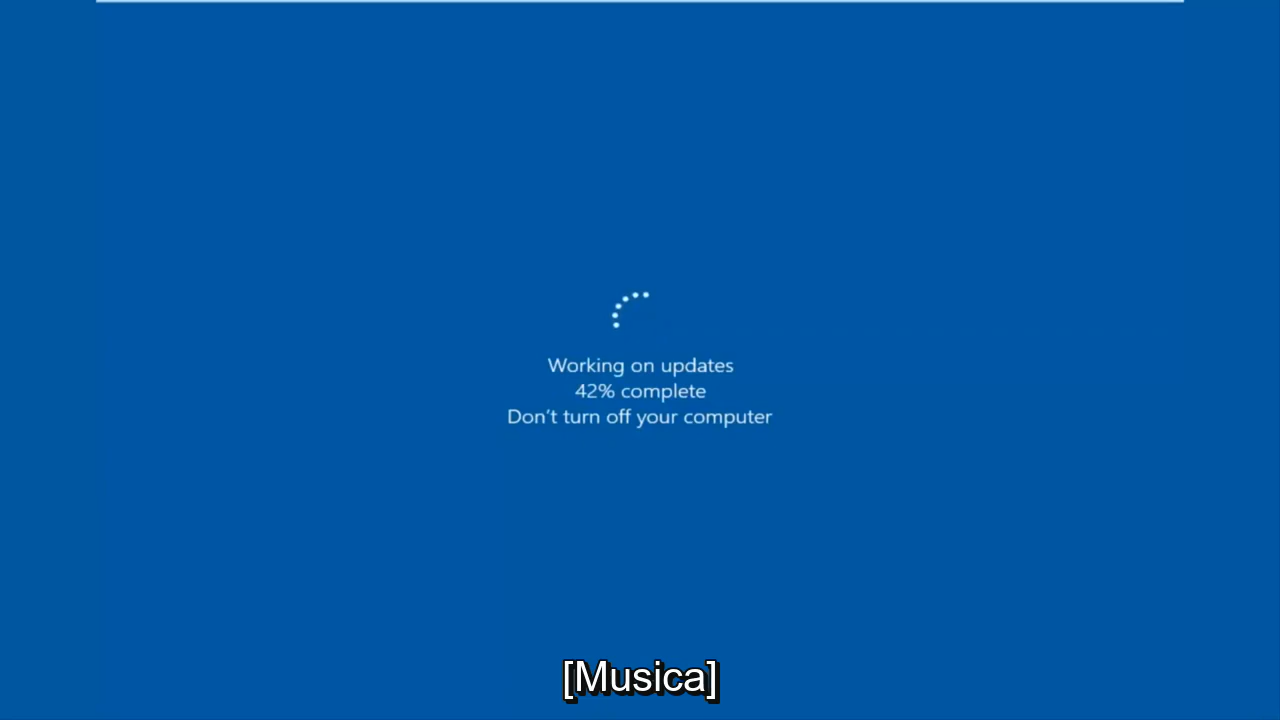 Working on updates
42% complete
Don't turn off your computer
[Musica]